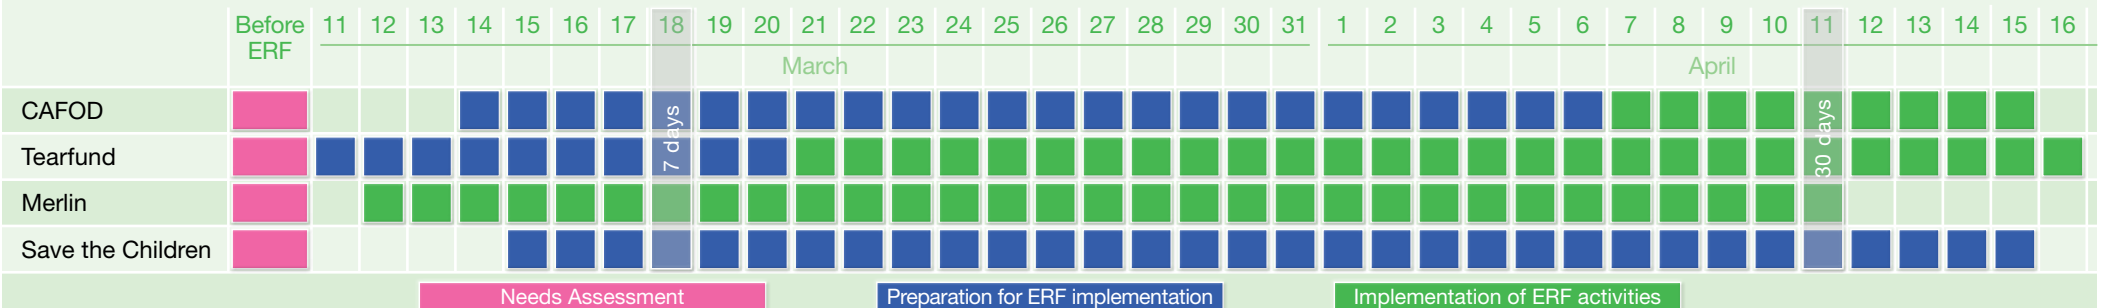 Before 11 12 13 14 15 16 17 18 19 20 21 22 23 24 25 26 27 28 29 30 31 1 2 3 4 5 6 7 8 9 10 11 12 13 14 15 16
ERF
March April
CAFOD
Tearfund
Merlin
Save the Children
7 days
30 days
Needs Assessment Preparation for ERF implementation Implementation of ERF activities